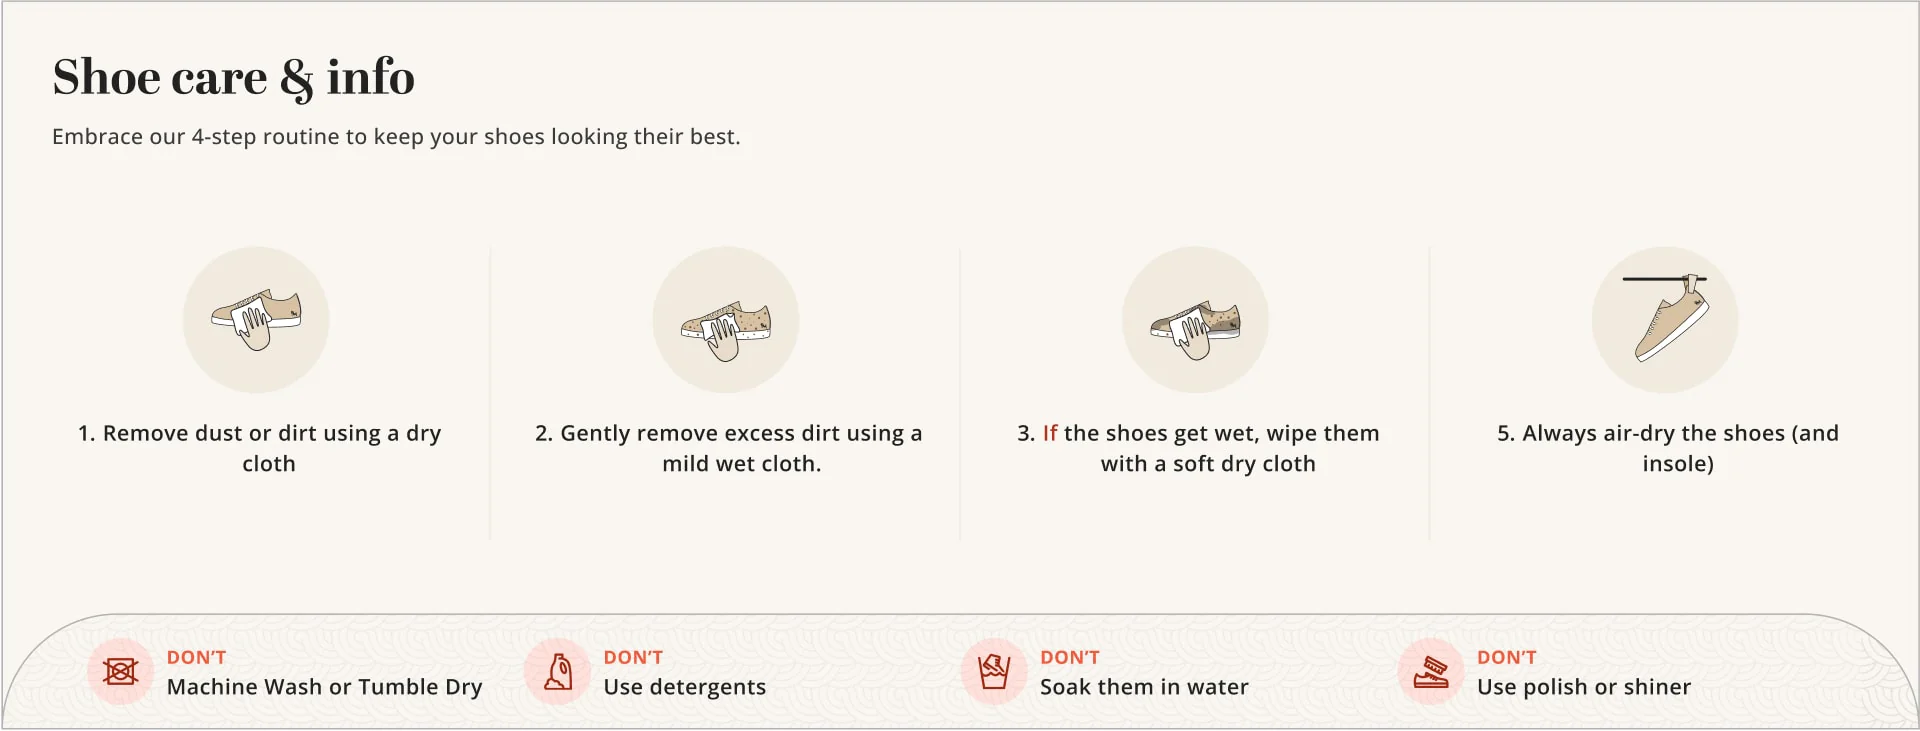 Shoe care & info
Embrace our 4-step routine to keep your shoes looking their best.
1. Remove dust or dirt using a dry
cloth
2. Gently remove excess dirt using a
mild wet cloth.
3. If the shoes get wet, wipe them
with a soft dry cloth
5. Always air-dry the shoes (and
insole)
DON’T
Machine Wash or Tumble Dry
DON’T
Use detergents
DON’T
Soak them in water
DON’T
Use polish or shiner